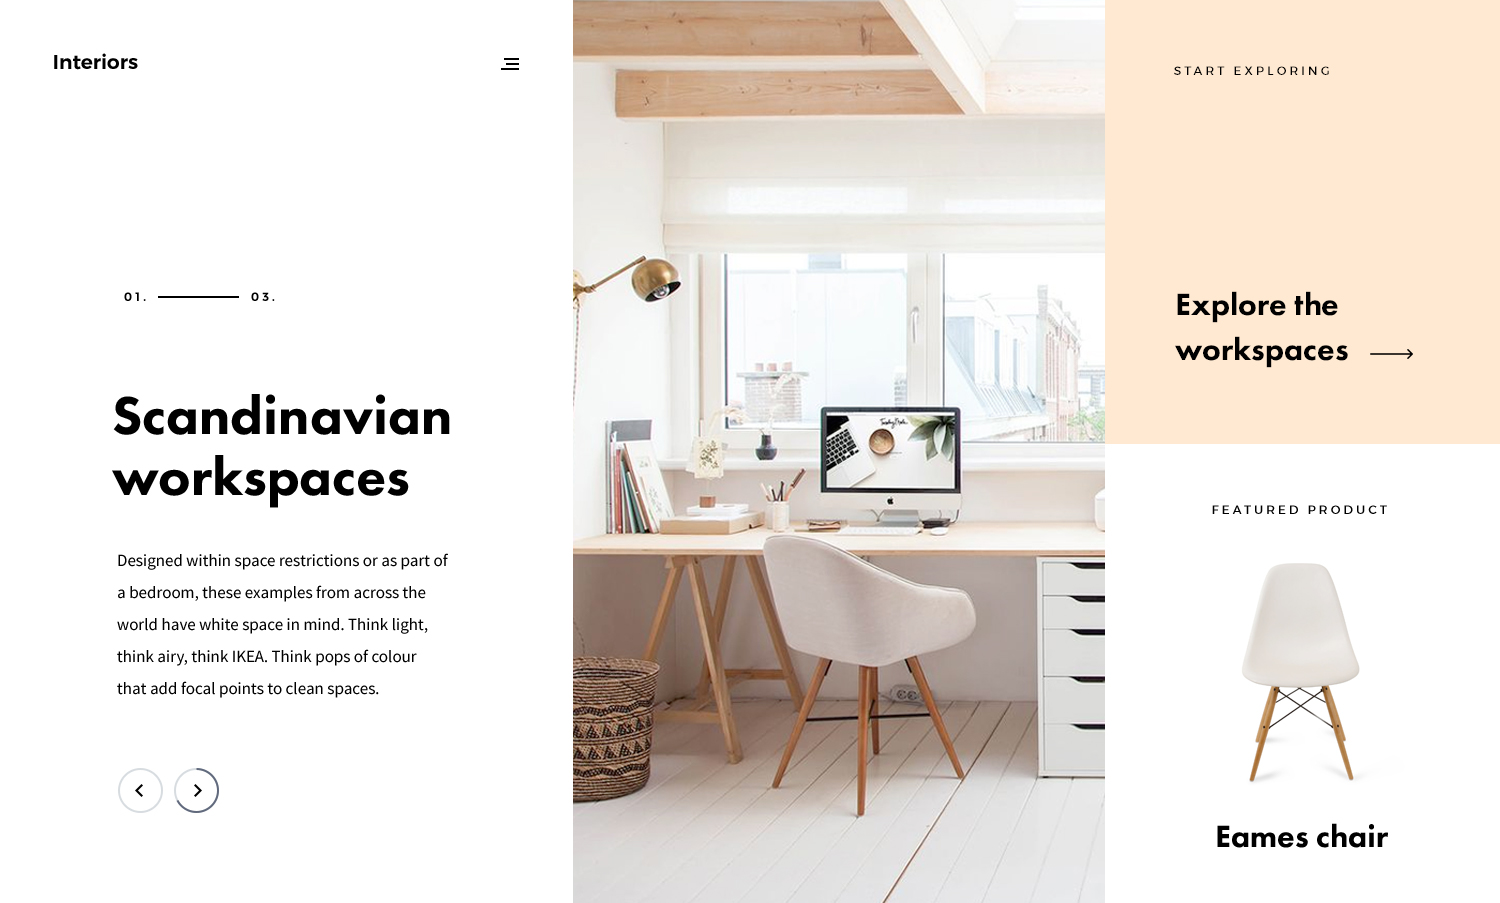 Interiors
01. 03.
Scandinavian
workspaces
Designed within space restrictions or as part of
a bedroom, these examples from across the
world have white space in mind. Think light,
think airy, think IKEA. Think pops of colour
that add focal points to clean spaces.
START EXPLORING
Explore the
workspaces
FEATURED PRODUCT
Eames chair